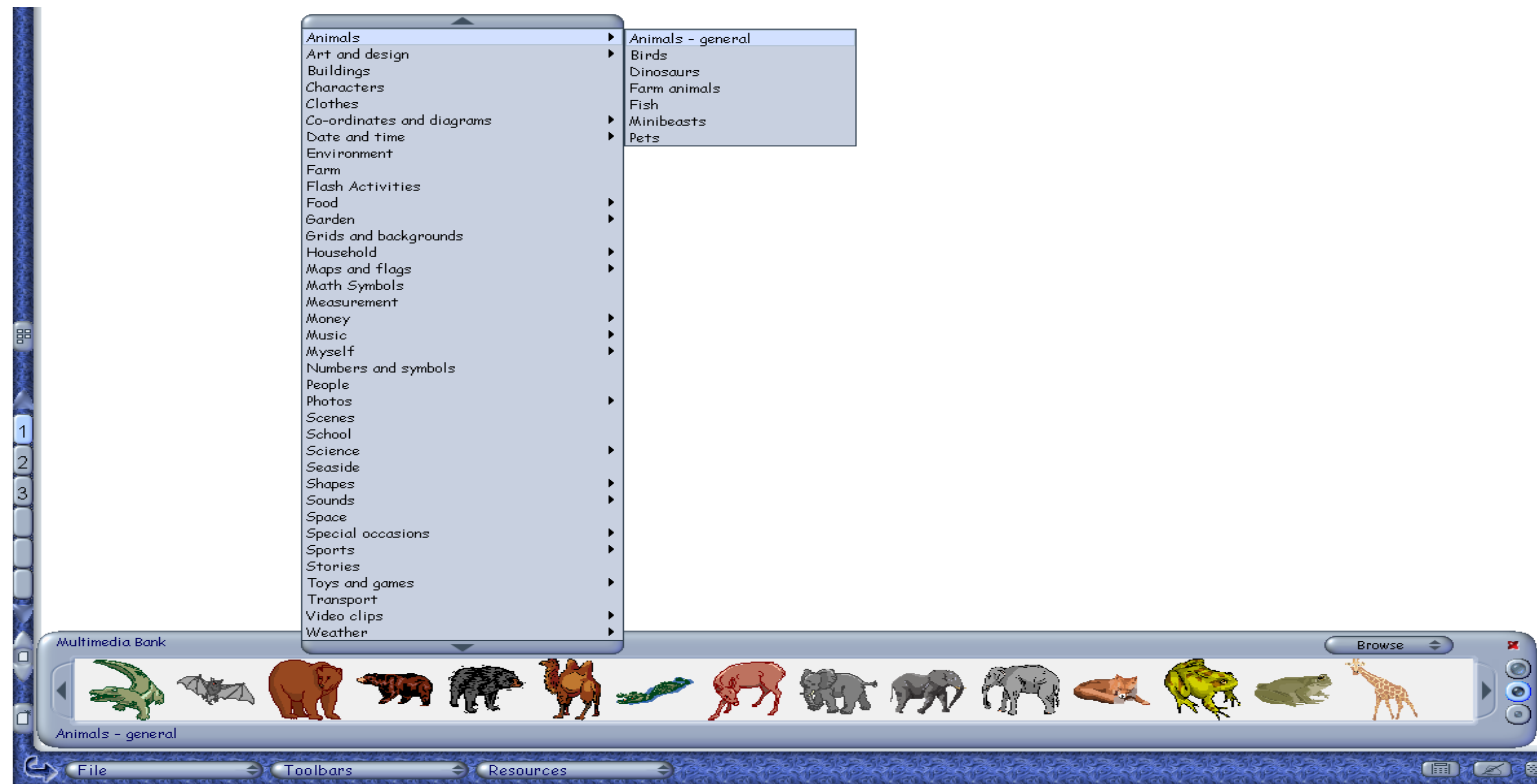 Animals
Art and design
Buildings
Characters
Clothes
Co-ordinates and diagrams
Date and time
Environment
Farm
Flash Activities
Food
Garden
Grids and backgrounds
Household
Maps and flags
Math Symbols
Measurement
Money
Music
Myself
Numbers and symbols
People
Photos
Scenes
School
Science
Seaside
Shapes
Sounds
Space
Special occasions
Sports
Stories
Toys and games
Transport
Video clips
Weather
Animals - general
Birds
Dinosaurs
Farm animals
Fish
Minibeasts
Pets
1
2
3
Multimedia Bank
Browse
Animals - general
File
Toolbars
Resources